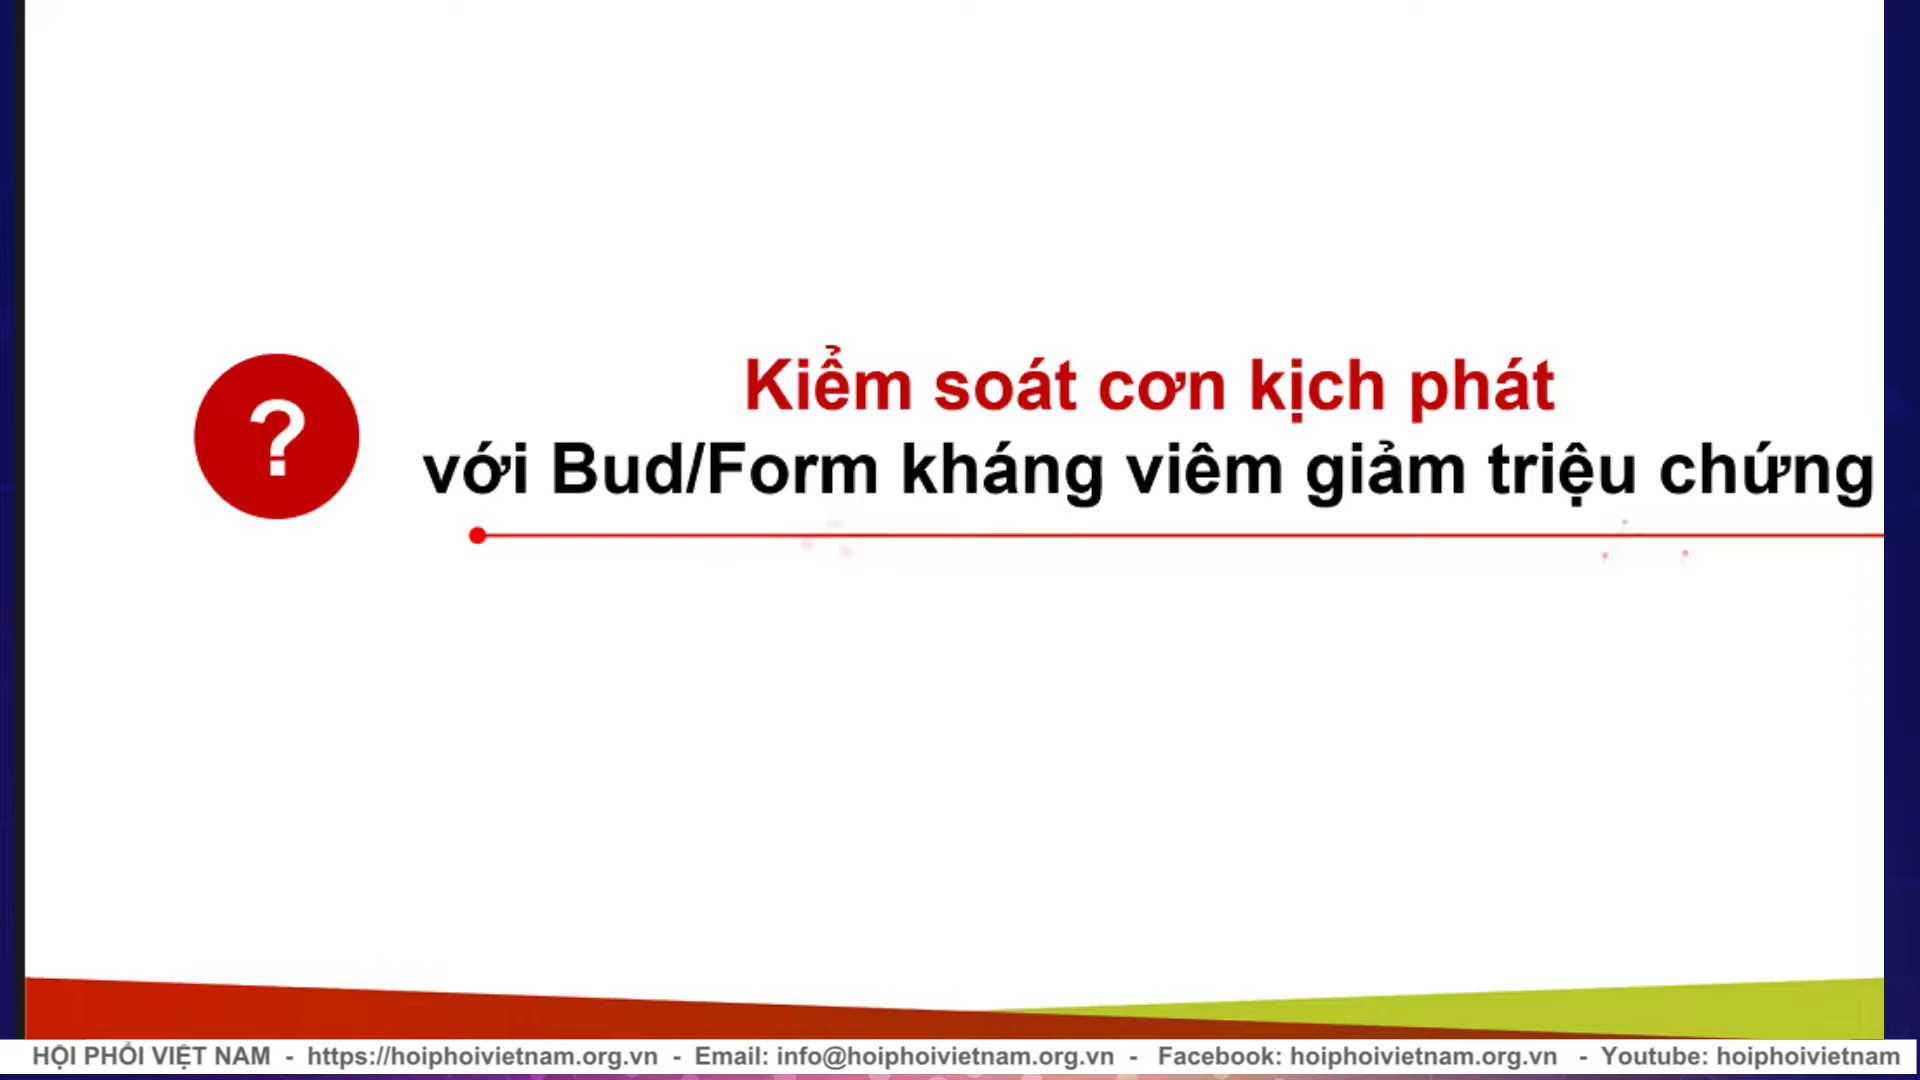 ?
Kiểm soát cơn kịch phát
với Bud/Form kháng viêm giảm triệu chứng
HỘI PHỔI VIỆT NAM - https://hoiphoivietnam.org.vn - Email: info@hoiphoivietnam.org.vn - Facebook: hoiphoivietnam.org.vn - Youtube: hoiphoivietnam